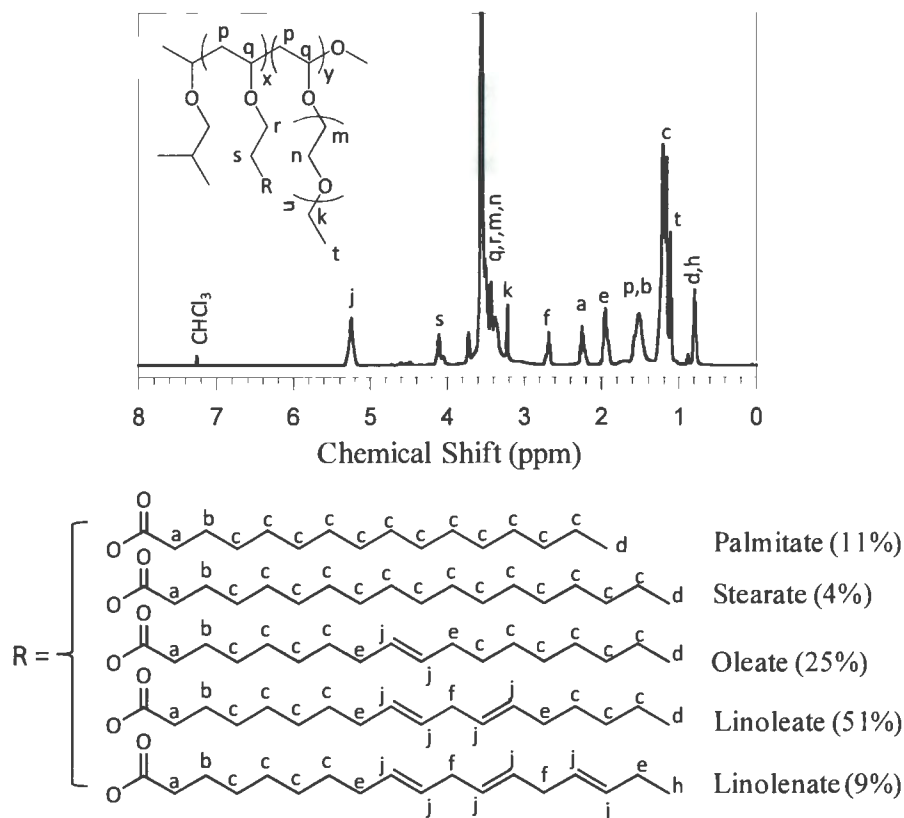 p p
q q O
x y
O O
r m
s n
R O
n k
t
CHCl3
j
s
q,r,m,n
k
f
a
e
p,b
c
t
d,h
8 7 6 5 4 3 2 1 0
Chemical Shift (ppm)
R =
O
b c c c c c c
O a c c c c c c c d
Palmitate (11%)
O
b c c c c c c c
O a c c c c c c c c d
Stearate (4%)
O
b c c c j e c c c
O a c c c e j c c c c d
Oleate (25%)
O
b c c c j f j c c
O a c c c e j j e c d
Linoleate (51%)
O
b c c c j f j j e
O a c c c e j j f j h
Linolenate (9%)